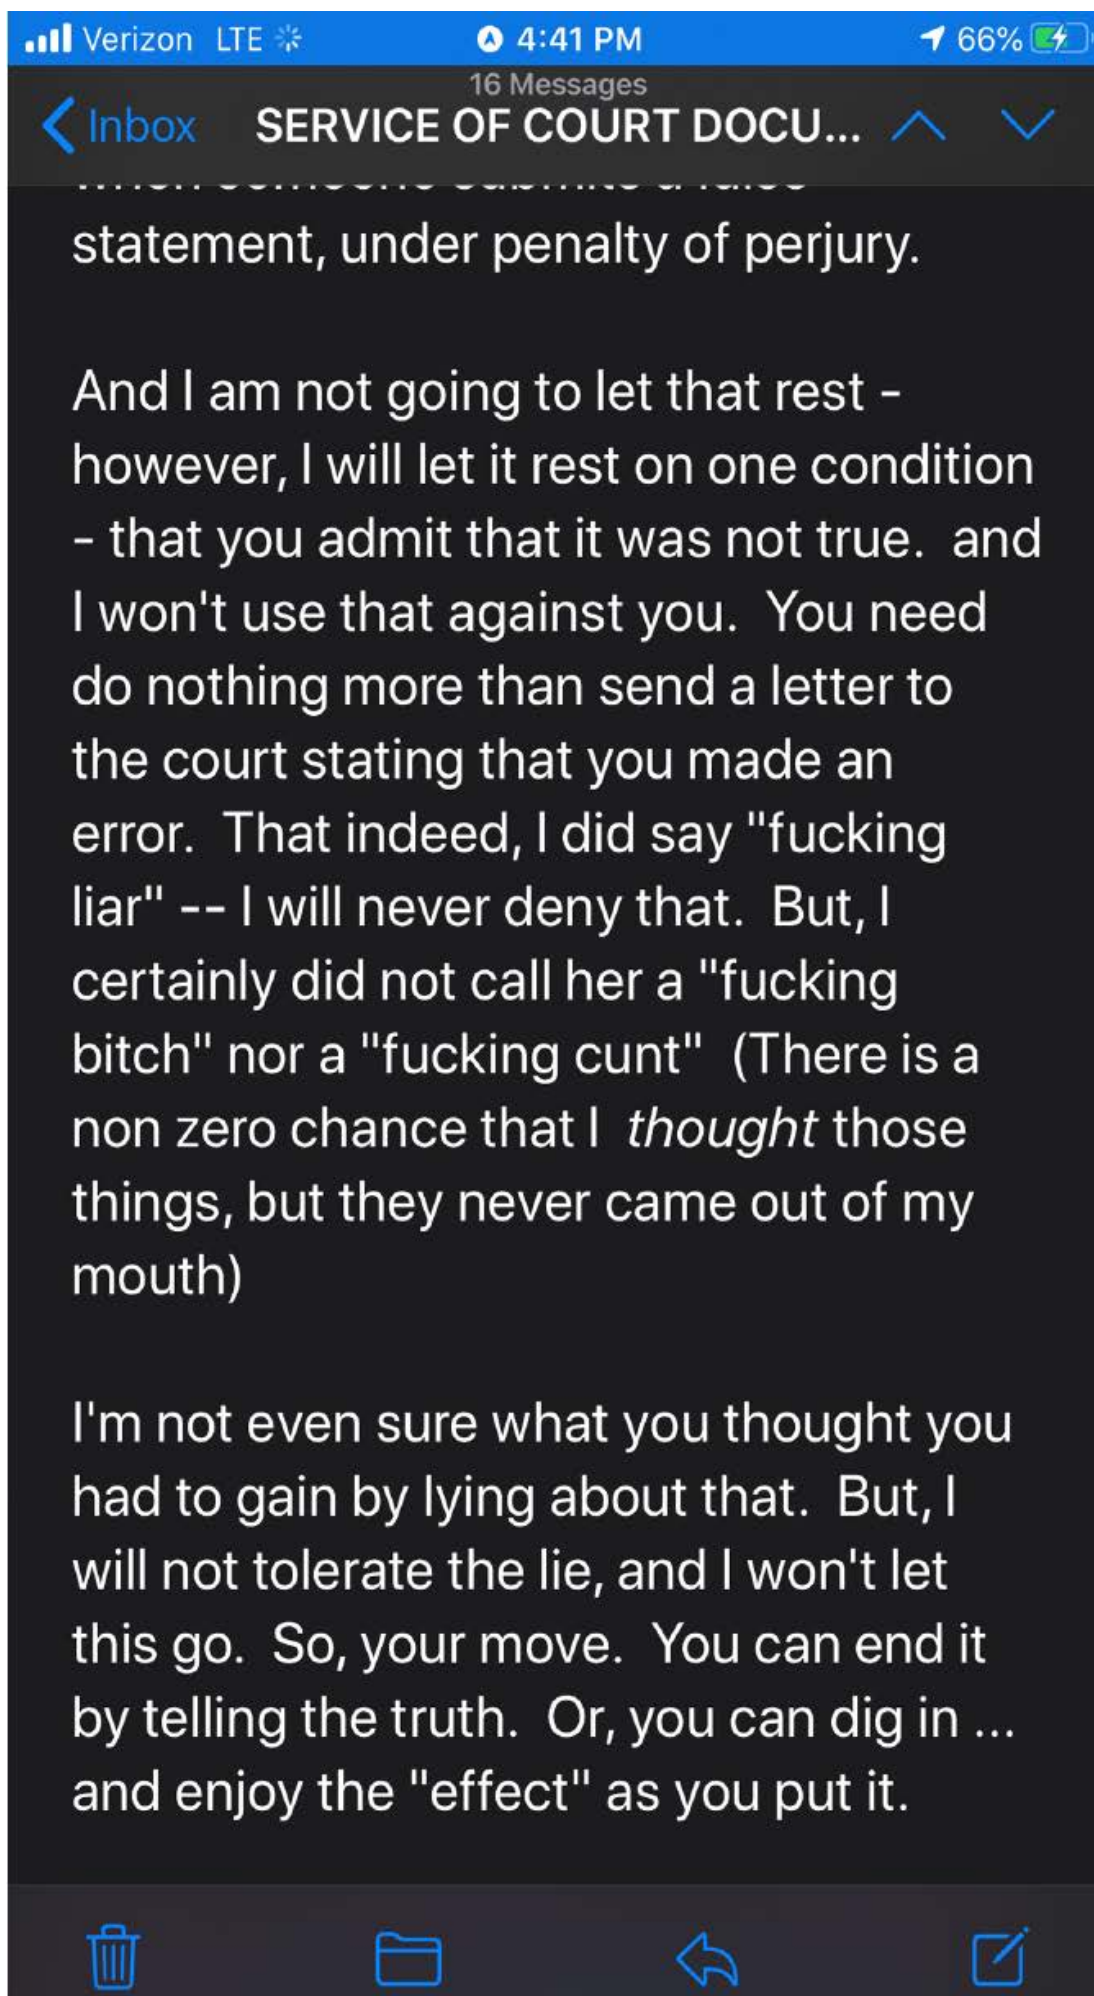 Verizon LTE 4:41 PM 66%
16 Messages
Inbox SERVICE OF COURT DOCU...
statement, under penalty of perjury.
And I am not going to let that rest -
however, I will let it rest on one condition
- that you admit that it was not true.  and
I won't use that against you.  You need
do nothing more than send a letter to
the court stating that you made an
error.  That indeed, I did say "fucking
liar" -- I will never deny that.  But, I
certainly did not call her a "fucking
bitch" nor a "fucking cunt"  (There is a
non zero chance that I  thought those
things, but they never came out of my
mouth)
I'm not even sure what you thought you
had to gain by lying about that.  But, I
will not tolerate the lie, and I won't let
this go.  So, your move.  You can end it
by telling the truth.  Or, you can dig in ...
and enjoy the "effect" as you put it.